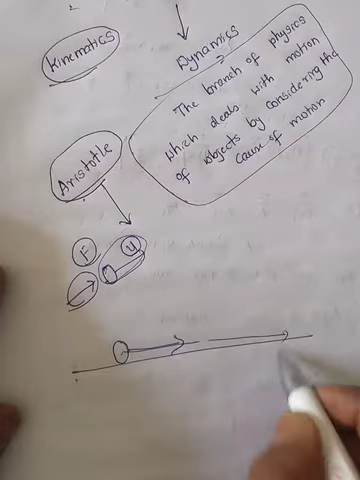 Kinematics
Dynamics
The branch of physics
which deals with motion
of objects by considering the
cause of motion
Aristotle
F